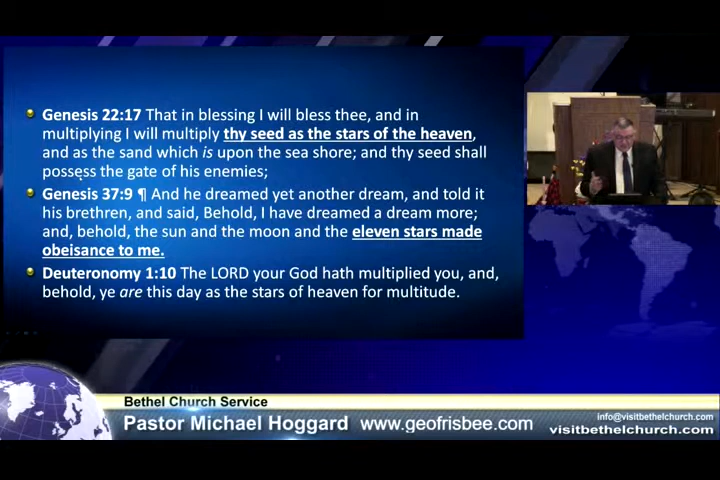 Genesis 22:17 That in blessing I will bless thee, and in
multiplying I will multiply thy seed as the stars of the heaven,
and as the sand which is upon the sea shore; and thy seed shall
possess the gate of his enemies;
Genesis 37:9 ¶ And he dreamed yet another dream, and told it
his brethren, and said, Behold, I have dreamed a dream more;
and, behold, the sun and the moon and the eleven stars made
obeisance to me.
Deuteronomy 1:10 The LORD your God hath multiplied you, and,
behold, ye are this day as the stars of heaven for multitude.
Bethel Church Service
Pastor Michael Hoggard www.geofrisbee.com
info@visitbethelchurch.com
visitbethelchurch.com